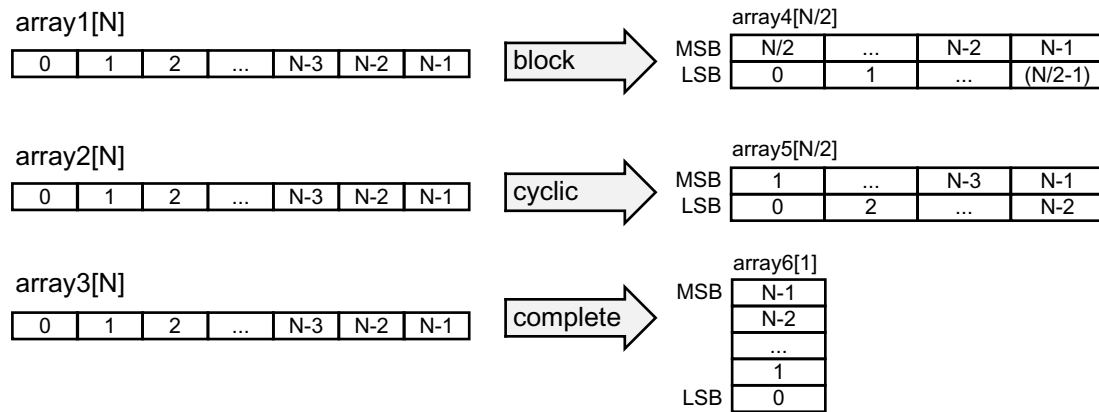 array1[N]
0 1 2 ... N-3 N-2 N-1
block
array4[N/2]
MSB N/2 ... N-2 N-1
LSB 0 1 ... (N/2-1)
array2[N]
0 1 2 ... N-3 N-2 N-1
cyclic
array5[N/2]
MSB 1 ... N-3 N-1
LSB 0 2 ... N-2
array3[N]
0 1 2 ... N-3 N-2 N-1
complete
array6[1]
MSB N-1
N-2
...
1
LSB 0